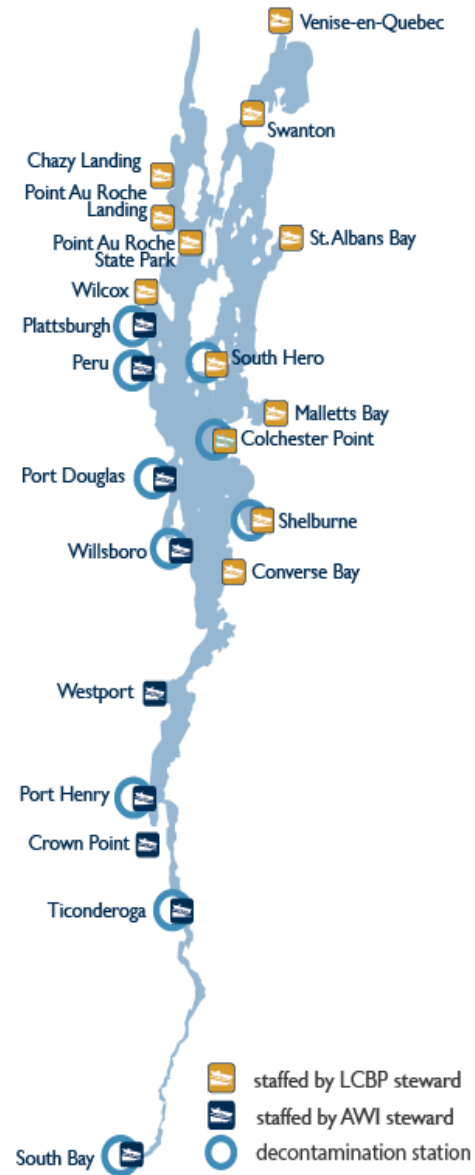 Venise-en-Quebec
Swanton
Chazy Landing
Point Au Roche
Landing
Point Au Roche
State Park
St. Albans Bay
Wilcox
Plattsburgh
Peru
South Hero
Malletts Bay
Colchester Point
Port Douglas
Shelburne
Willsboro
Converse Bay
Westport
Port Henry
Crown Point
Ticonderoga
South Bay
staffed by LCBP steward
staffed by AWI steward
decontamination station